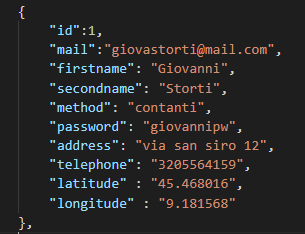 {
"id":1,
"mail":"giovastorti@mail.com",
"firstname": "Giovanni",
"secondname": "Storti",
"method": "contanti",
"password": "giovannipw",
"address": "via san siro 12",
"telephone": "3205564159",
"latitude" : "45.468016",
"longitude" : "9.181568"
},